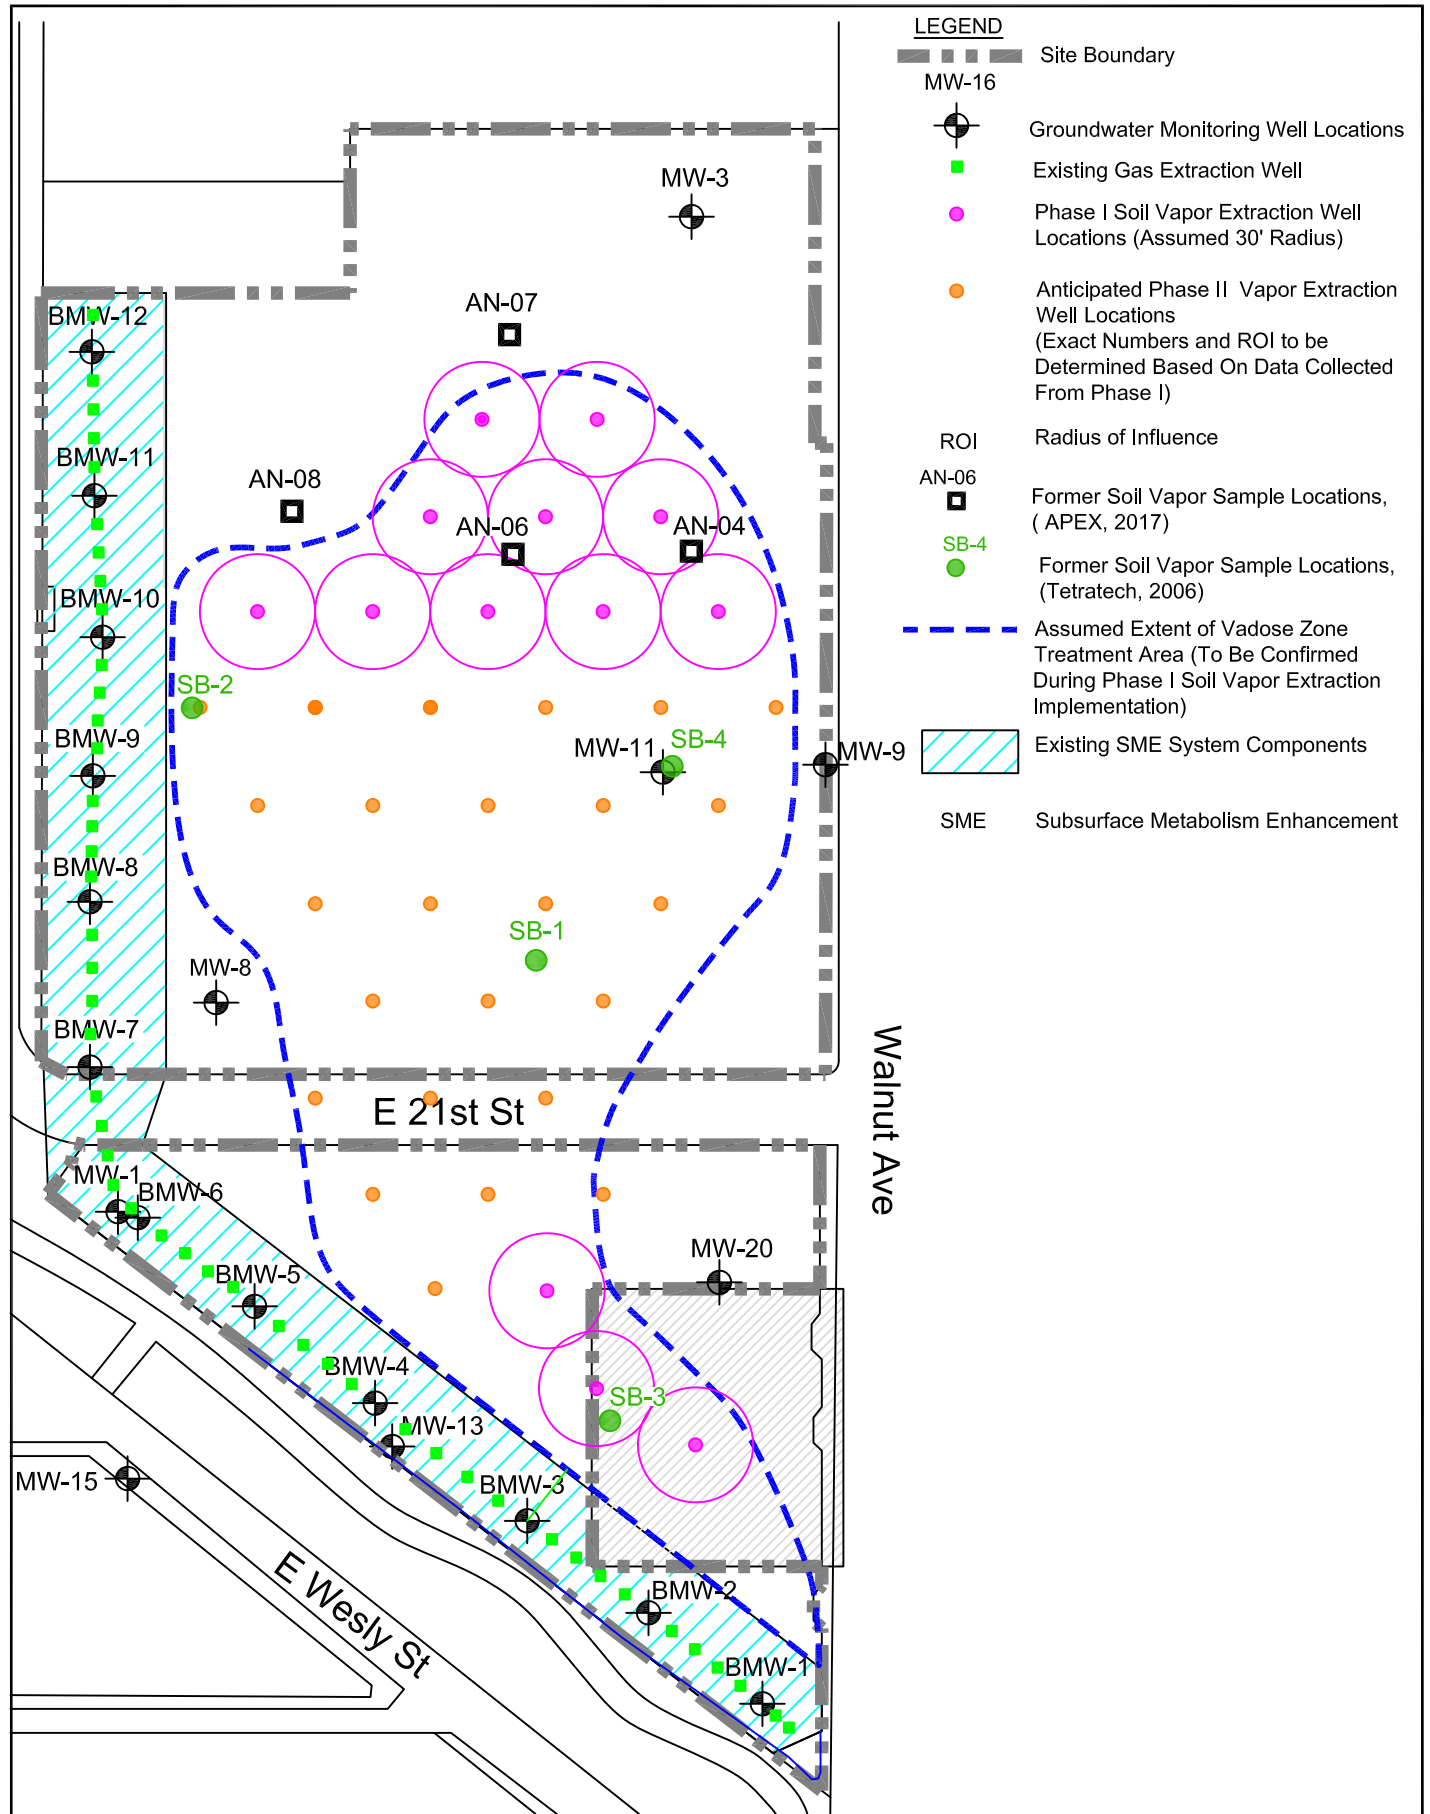 LEGEND
Site Boundary
MW-16
Groundwater Monitoring Well Locations
Existing Gas Extraction Well
Phase I Soil Vapor Extraction Well
Locations (Assumed 30' Radius)
Anticipated Phase II Vapor Extraction
Well Locations
(Exact Numbers and ROI to be
Determined Based On Data Collected
From Phase I)
ROI
Radius of Influence
AN-06
Former Soil Vapor Sample Locations,
( APEX, 2017)
SB-4
Former Soil Vapor Sample Locations,
(Tetratech, 2006)
Assumed Extent of Vadose Zone
Treatment Area (To Be Confirmed
During Phase I Soil Vapor Extraction
Implementation)
Existing SME System Components
SME
Subsurface Metabolism Enhancement
MW-3
AN-07
BMW-12
BMW-11
AN-08
AN-06
AN-04
BMW-10
SB-2
BMW-9
MW-11
SB-4
MW-9
BMW-8
SB-1
MW-8
BMW-7
Walnut Ave
E 21st St
MW-1
BMW-6
MW-20
BMW-5
BMW-4
SB-3
MW-13
MW-15
BMW-3
E Wesly St
BMW-2
BMW-1